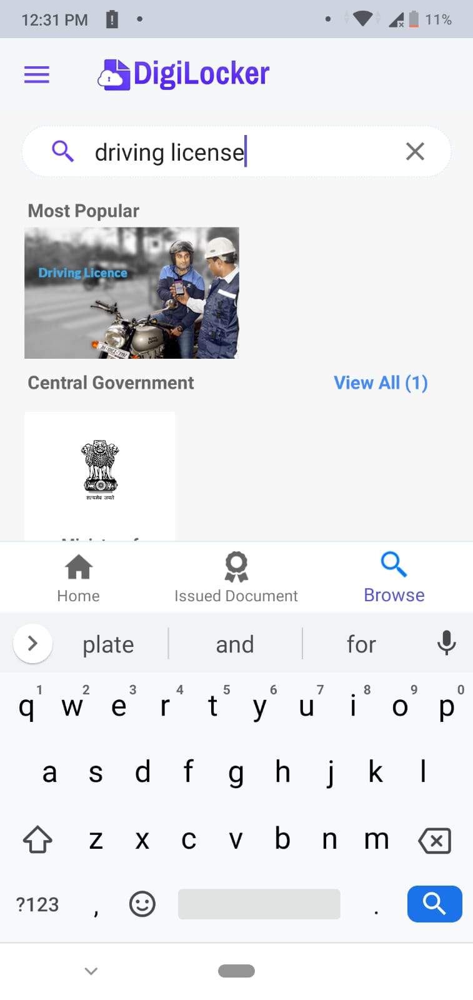 12:31 PM
11%
DigiLocker
driving license
Most Popular
Driving Licence
Central Government
View All (1)
सत्यमेव जयते
Home
Issued Document
Browse
plate and for
1 2 3 4 5 6 7 8 9 0
q w e r t y u i o p
a s d f g h j k l
z x c v b n m
?123 , .